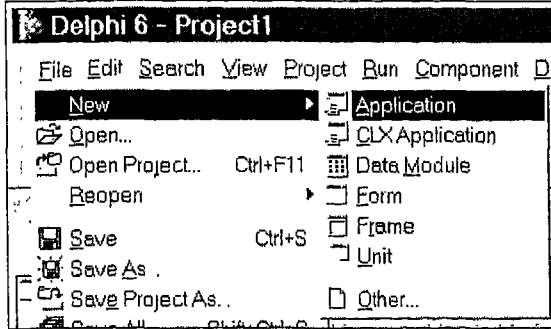 Delphi 6 - Project1
File Edit Search View Project Run Component D
New
Open...
Open Project... Ctrl+F11
Reopen
Save Ctrl+S
Save As .
Save Project As. .
Application
CLX Application
Data Module
Form
Frame
Unit
Other...